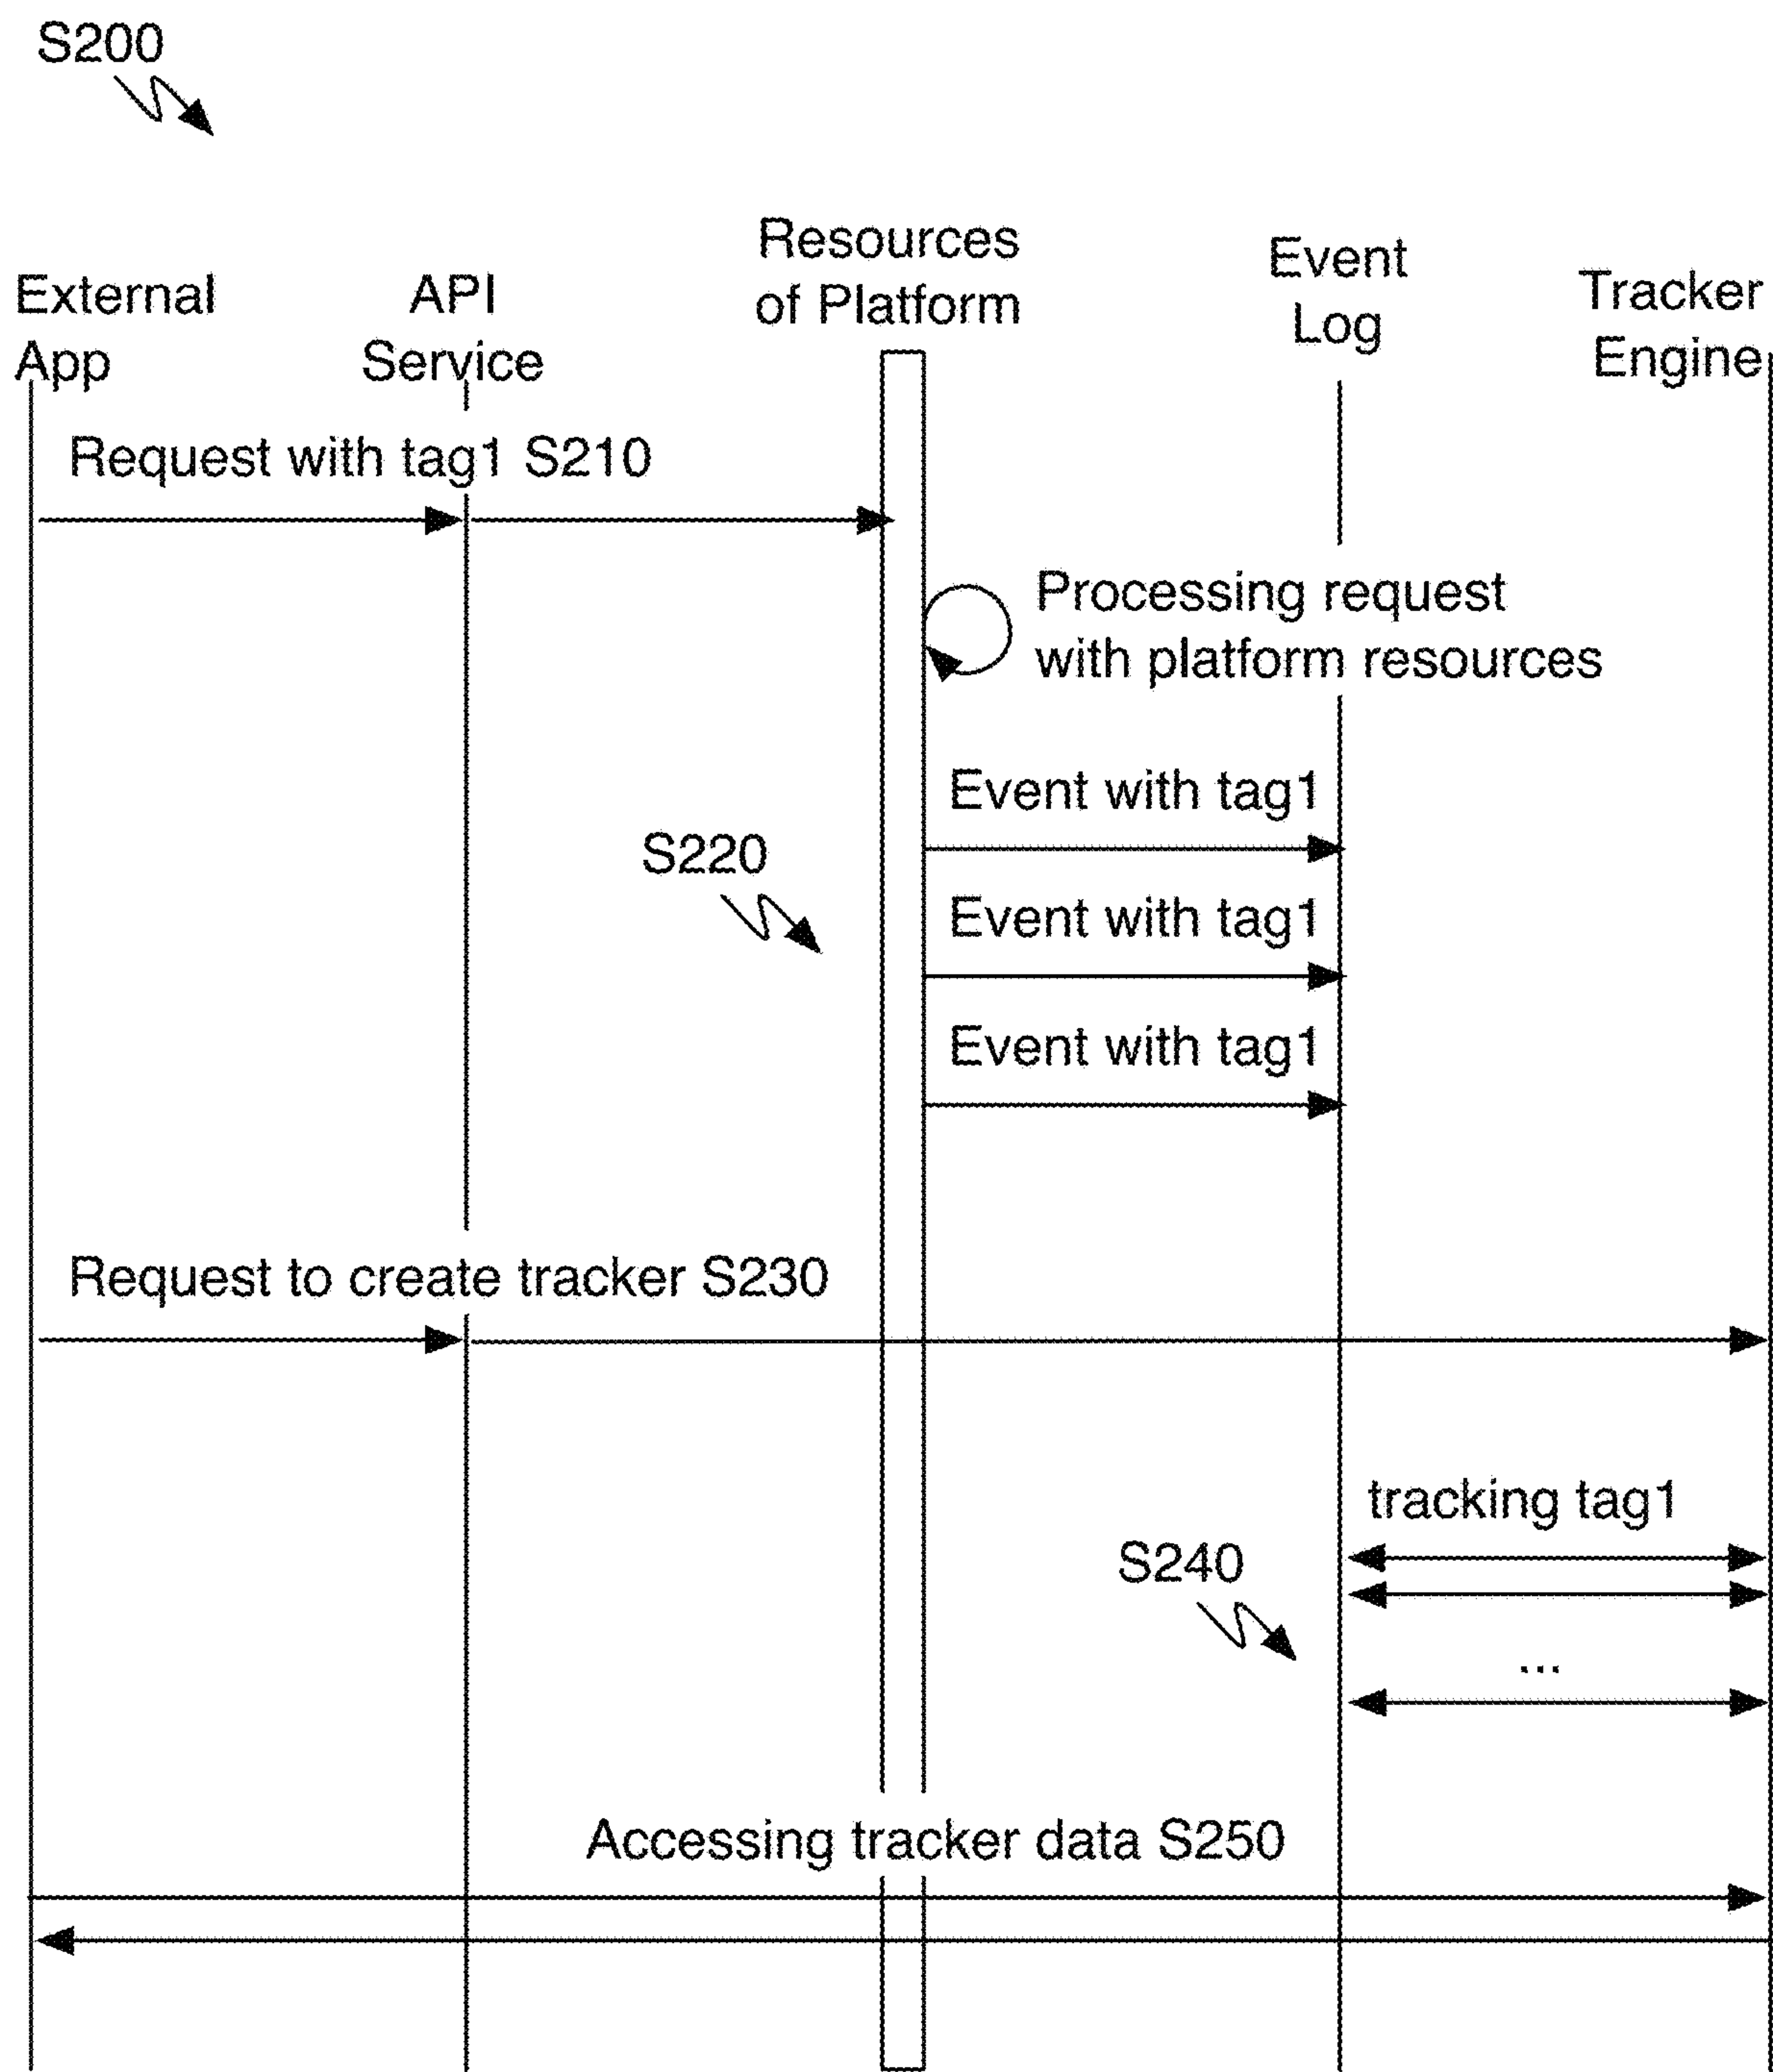 S200
External
App
API
Service
Resources
of Platform
Event
Log
Tracker
Engine
Request with tag1 S210
Processing request
with platform resources
Event with tag1
S220
Event with tag1
Event with tag1
Request to create tracker S230
tracking tag1
S240
...
Accessing tracker data S250